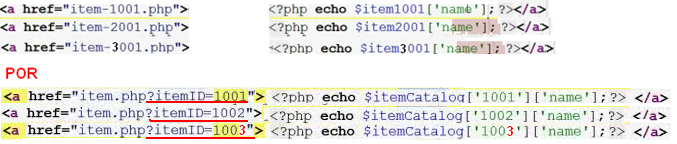 <a href="item-1001.php"> <?php echo $item1001['name'];?></a>
<a href="item-2001.php"> <?php echo $item2001['name'];?></a>
<a href="item-3001.php"> <?php echo $item3001['name'];?></a>
POR
<a href="item.php?itemID=1001"> <?php echo $itemCatalog['1001']['name'];?> </a>
<a href="item.php?itemID=1002"> <?php echo $itemCatalog['1002']['name'];?> </a>
<a href="item.php?itemID=1003"> <?php echo $itemCatalog['1003']['name'];?> </a>